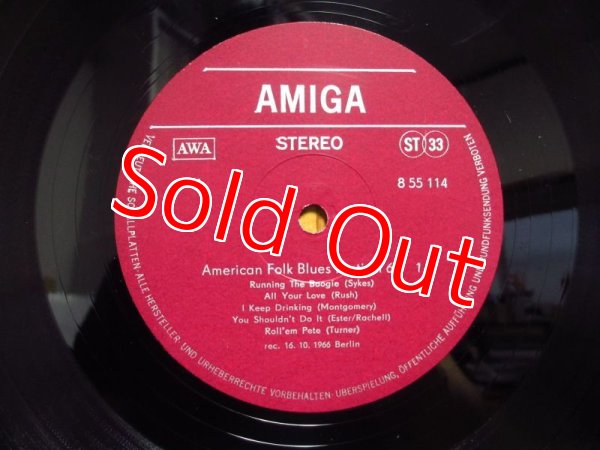 AMIGA
AWA
STEREO
ST 33
8 55 114
Sold Out
American Folk Blues
Running The Boogie (Sykes)
All Your Love (Rush)
I Keep Drinking (Montgomery)
You Shouldn't Do It (Ester/Rachell)
Roll'em Pete (Turner)
rec. 16. 10. 1966 Berlin
SCHALLPLATTEN · ALLE HERSTELLER- UND URHEBERRECHTE VORBEHALTEN · ÜBERSPIELUNG, ÖFFENTLICHE AUFFÜHRUNG UND RUNDFUNKSENDUNG VERBOTEN